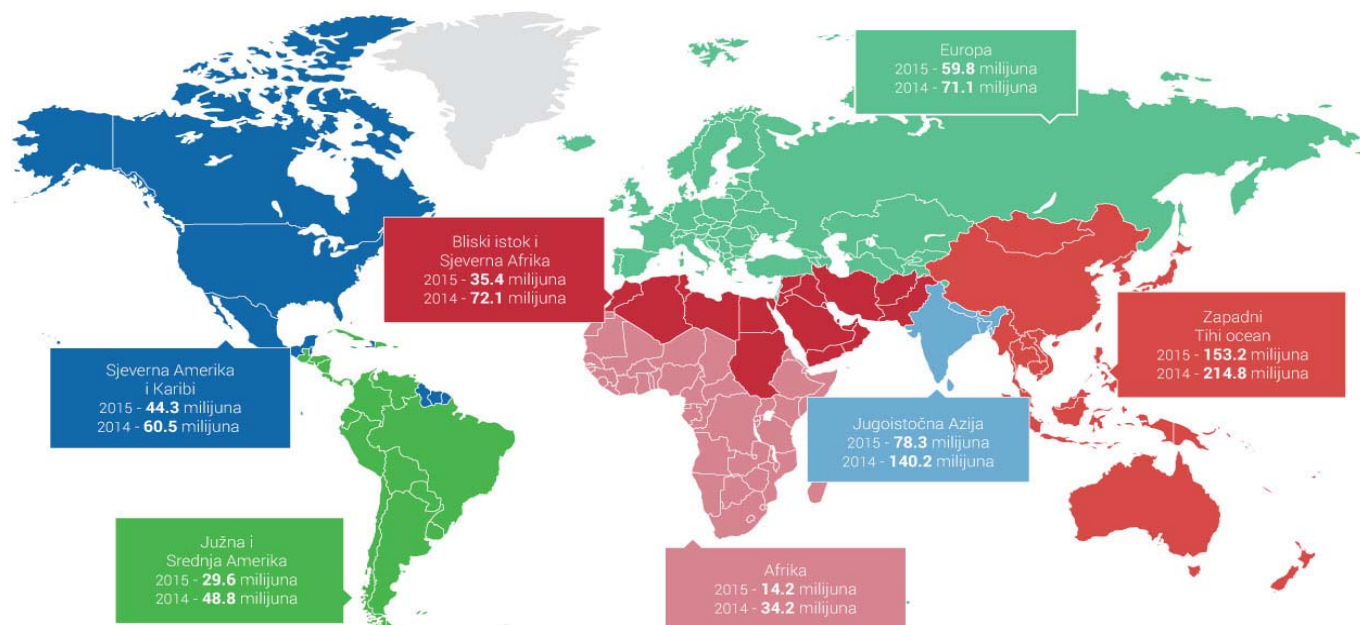 Europa
2015 - 59.8 milijuna
2014 - 71.1 milijuna
Bliski istok i
Sjeverna Afrika
2015 - 35.4 milijuna
2014 - 72.1 milijuna
Zapadni
Tihi ocean
2015 - 153.2 milijuna
2014 - 214.8 milijuna
Sjeverna Amerika
i Karibi
2015 - 44.3 milijuna
2014 - 60.5 milijuna
Jugoistočna Azija
2015 - 78.3 milijuna
2014 - 140.2 milijuna
Južna i
Srednja Amerika
2015 - 29.6 milijuna
2014 - 48.8 milijuna
Afrika
2015 - 14.2 milijuna
2014 - 34.2 milijuna